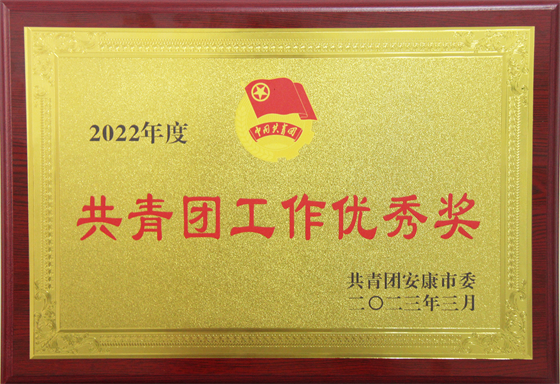 中国共青团
2022年度
共青团工作优秀奖
共青团安康市委
二〇二三年三月